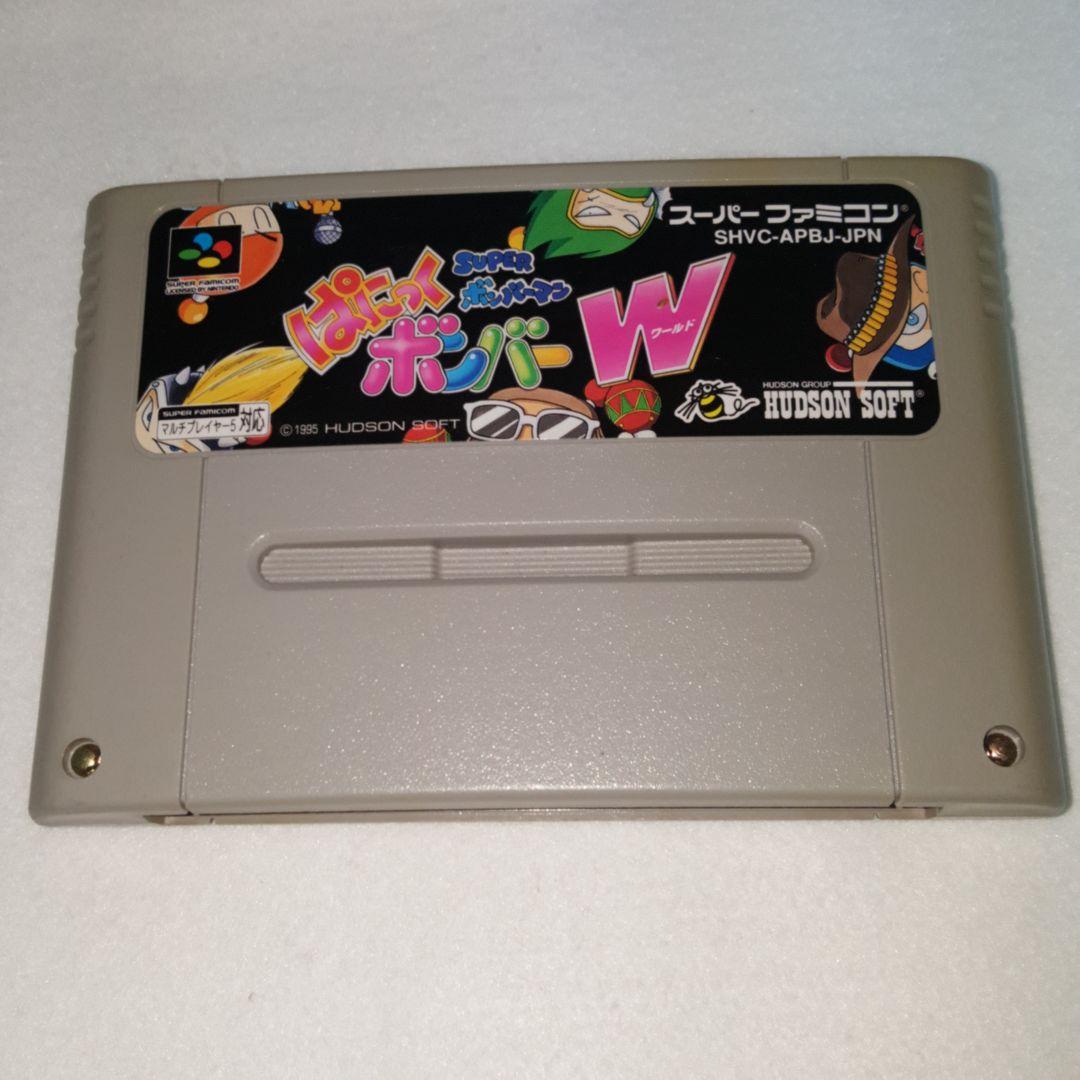 スーパーファミコン®
SHVC-APBJ-JPN
SUPER FAMICOM
LICENSED BY NINTENDO
SUPER
ボンバーマン
ぱにっく
ボンバー
W
ワールド
SUPER FAMICOM
マルチプレイヤー5 対応
© 1995 HUDSON SOFT
HUDSON GROUP
HUDSON SOFT®